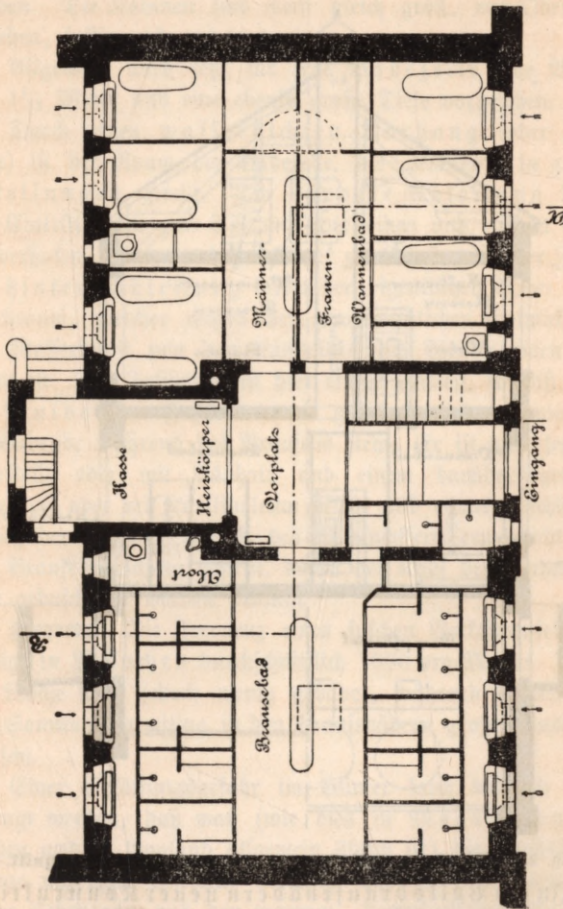 Männer-
Frauen-
Wannenbad
Kasse
Heizkörper
Vorplatz
Eingang
Abort
Brausebad